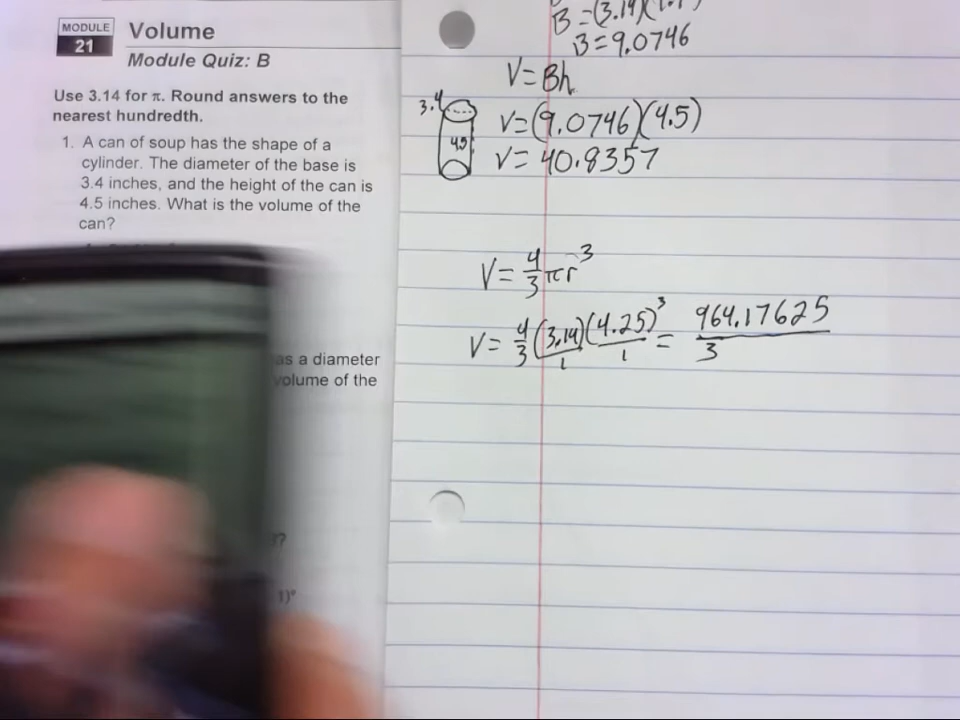 MODULE
21
Volume
Module Quiz: B
Use 3.14 for π. Round answers to the
nearest hundredth.
1. A can of soup has the shape of a
cylinder. The diameter of the base is
3.4 inches, and the height of the can is
4.5 inches. What is the volume of the
can?
as a diameter
volume of the
B=9.0746
V=Bh
3.4
4.5
V=(9.0746)(4.5)
V=40.8357
V=4/3πr³
V=4/3(3.14)/1(4.25)³/1=964.17625/3